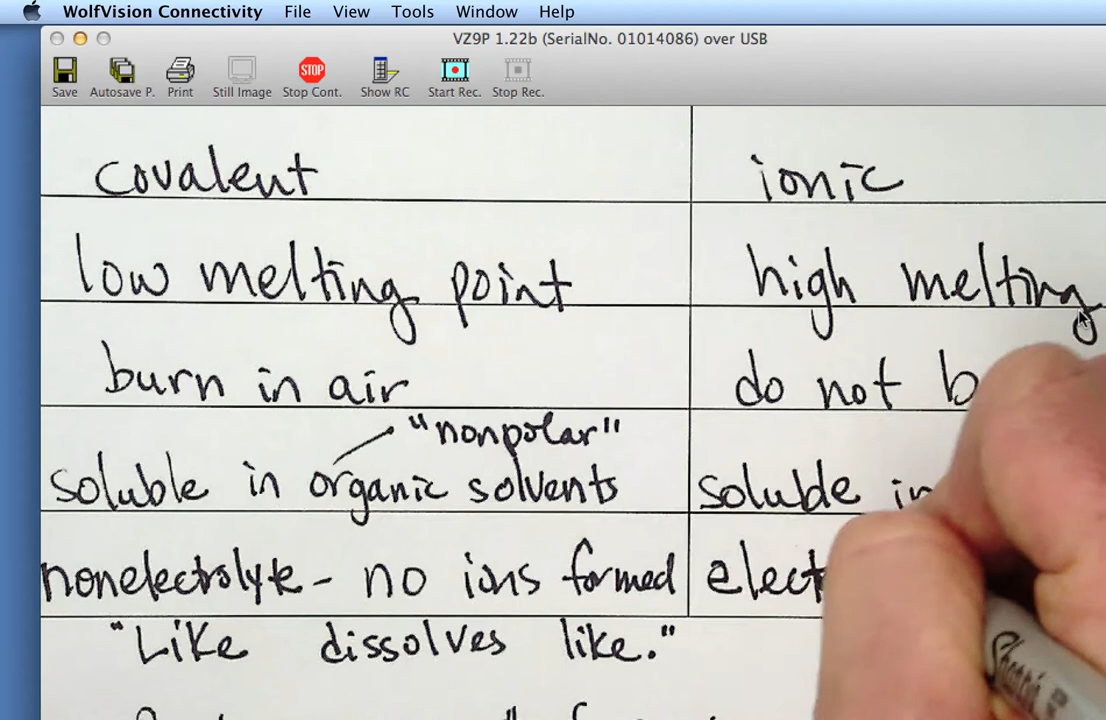 WolfVision Connectivity File View Tools Window Help
VZ9P 1.22b (SerialNo. 01014086) over USB
Save Autosave P. Print Still Image STOP Stop Cont. Show RC Start Rec. Stop Rec.
covalent ionic
low melting point high melting
burn in air do not b
"nonpolar"
soluble in organic solvents soluble in
nonelectrolyte - no ions formed elect
"Like dissolves like."
Sharpie